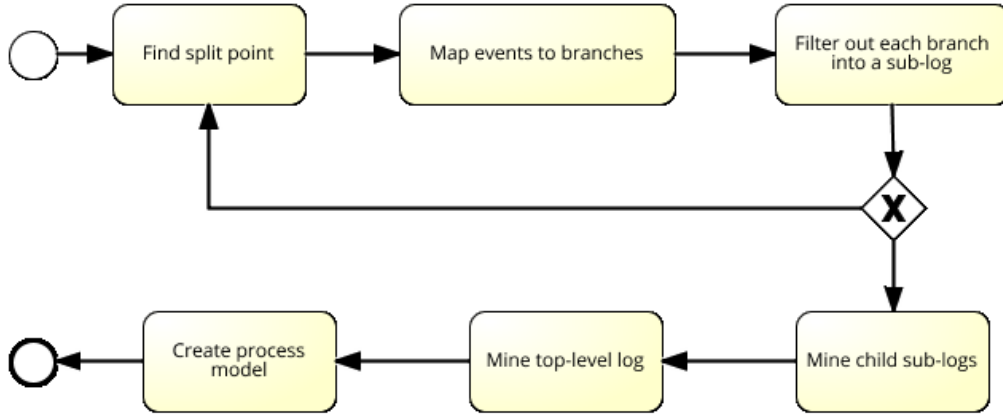 Find split point
Map events to branches
Filter out each branch
into a sub-log
X
Create process
model
Mine top-level log
Mine child sub-logs